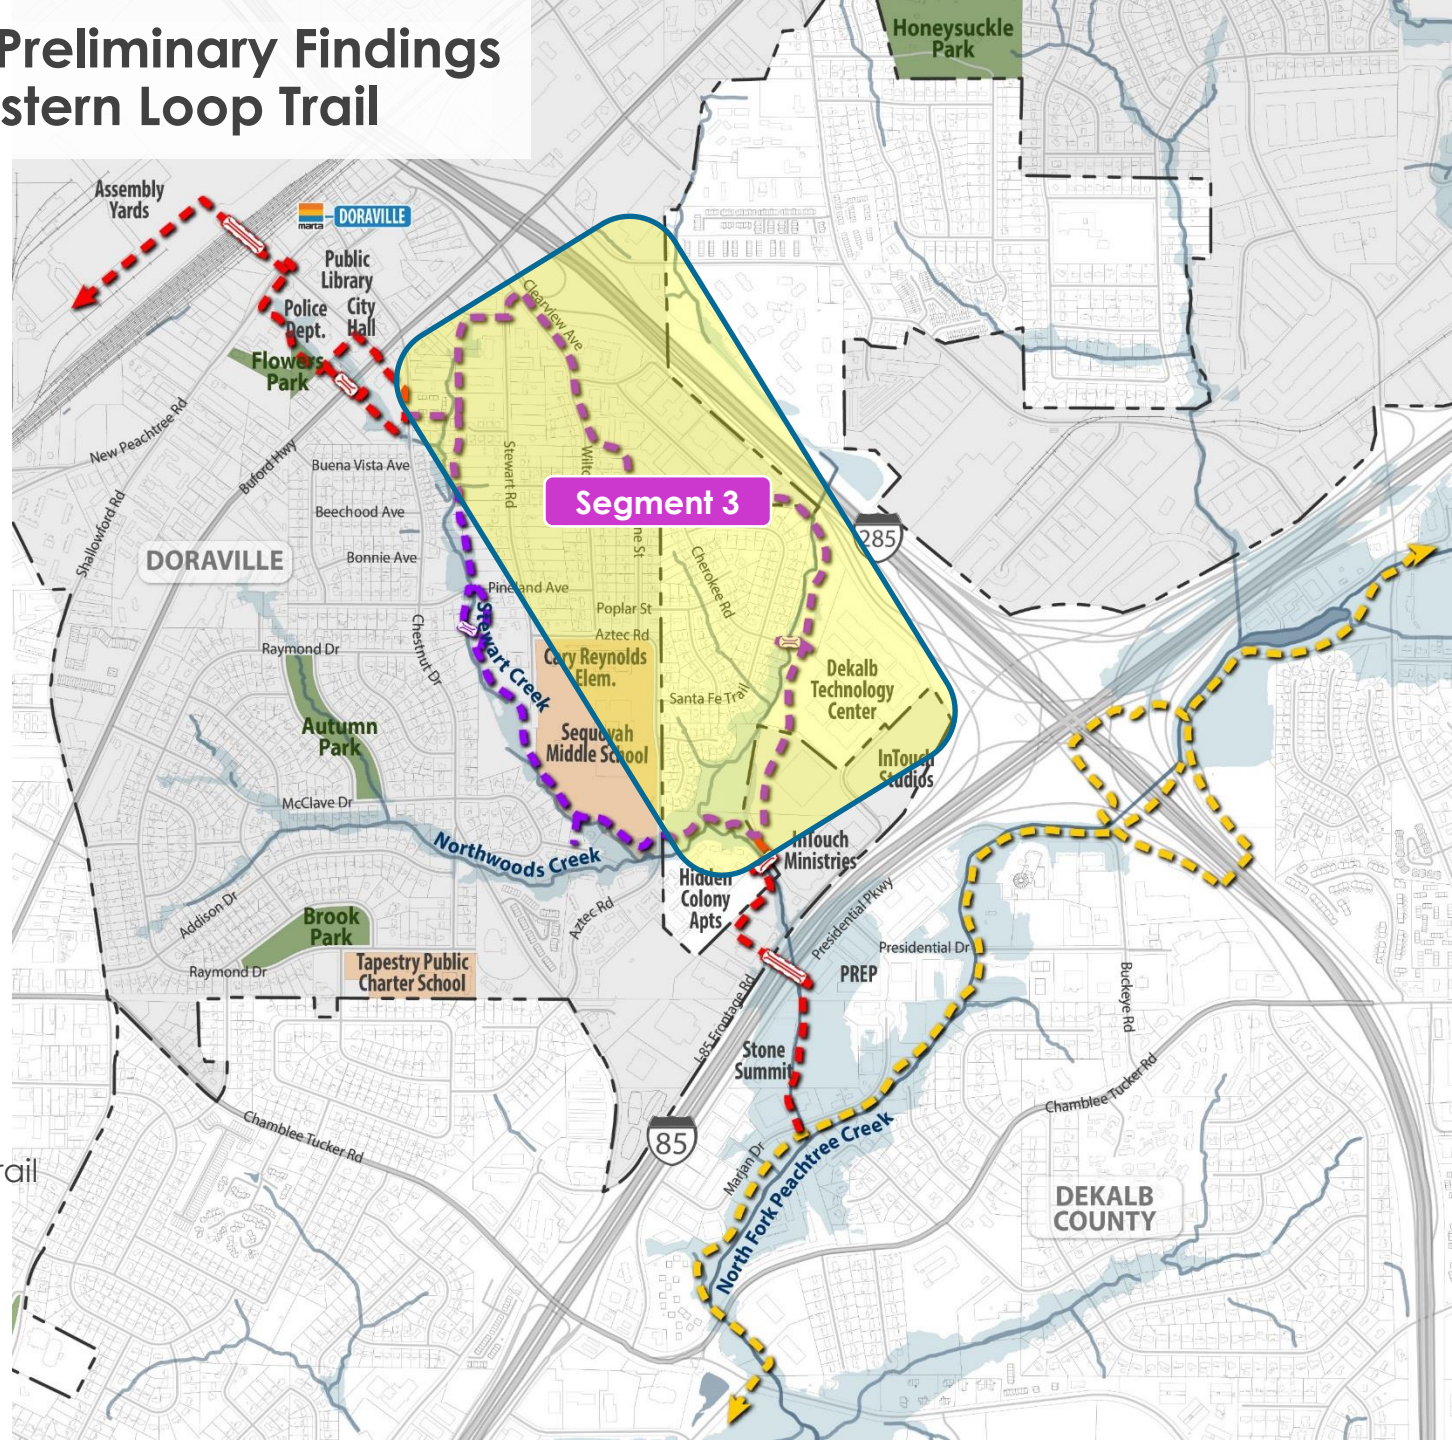 Preliminary Findings
stern Loop Trail
Honeysuckle
Park
Assembly
Yards
marta
DORAVILLE
Public
Library
Police
Dept.
City
Hall
Flowers
Park
Clearview Ave
New Peachtree Rd
Buford Hwy
Shallowford Rd
Buena Vista Ave
Beechood Ave
Bonnie Ave
DORAVILLE
Stewart Rd
Segment 3
ne St
285
Cherokee Rd
Pineland Ave
Poplar St
Aztec Rd
Chestnut Dr
Stewart Creek
Raymond Dr
Cary Reynolds
Elem.
Santa Fe Trail
Dekalb
Technology
Center
Autumn
Park
Sequoyah
Middle School
InTouch
Studios
McClave Dr
Northwoods Creek
InTouch
Ministries
Hidden
Colony
Apts
Addison Dr
Aztec Rd
Brook
Park
Presidential Pkwy
Presidential Dr
PREP
Raymond Dr
Tapestry Public
Charter School
Buckeye Rd
I-85 Frontage Rd
Stone
Summit
Chamblee Tucker Rd
Chamblee Tucker Rd
85
Marjan Dr
North Fork Peachtree Creek
rail
DEKALB
COUNTY